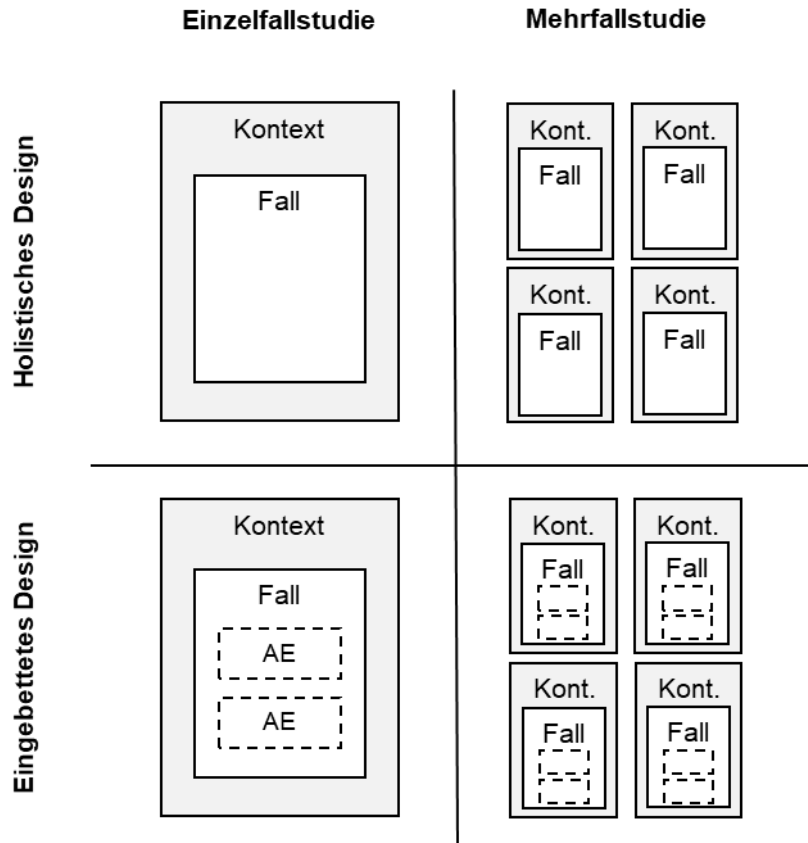 Einzelfallstudie
Mehrfallstudie
Holistisches Design
Kontext
Fall
Kont.
Kont.
Fall
Fall
Kont.
Kont.
Fall
Fall
Eingebettetes Design
Kontext
Fall
AE
AE
Kont.
Kont.
Fall
Fall
Kont.
Kont.
Fall
Fall